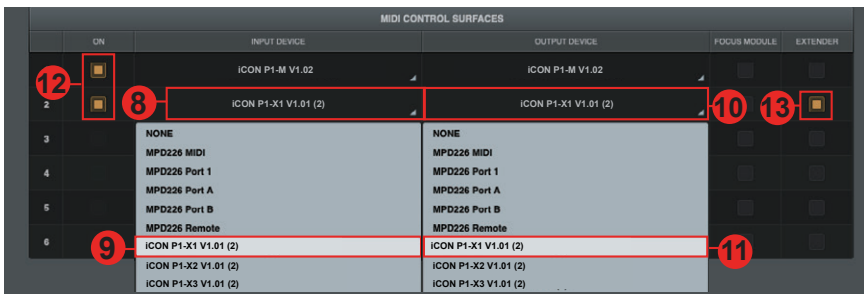 MIDI CONTROL SURFACES
ON INPUT DEVICE OUTPUT DEVICE FOCUS MODULE EXTENDER
12 iCON P1-M V1.02 iCON P1-M V1.02
2 8 iCON P1-X1 V1.01 (2) iCON P1-X1 V1.01 (2) 10 13
3 NONE NONE
MPD226 MIDI MPD226 MIDI
4 MPD226 Port 1 MPD226 Port 1
MPD226 Port A MPD226 Port A
5 MPD226 Port B MPD226 Port B
MPD226 Remote MPD226 Remote
6 9 iCON P1-X1 V1.01 (2) iCON P1-X1 V1.01 (2) 11
iCON P1-X2 V1.01 (2) iCON P1-X2 V1.01 (2)
iCON P1-X3 V1.01 (2) iCON P1-X3 V1.01 (2)